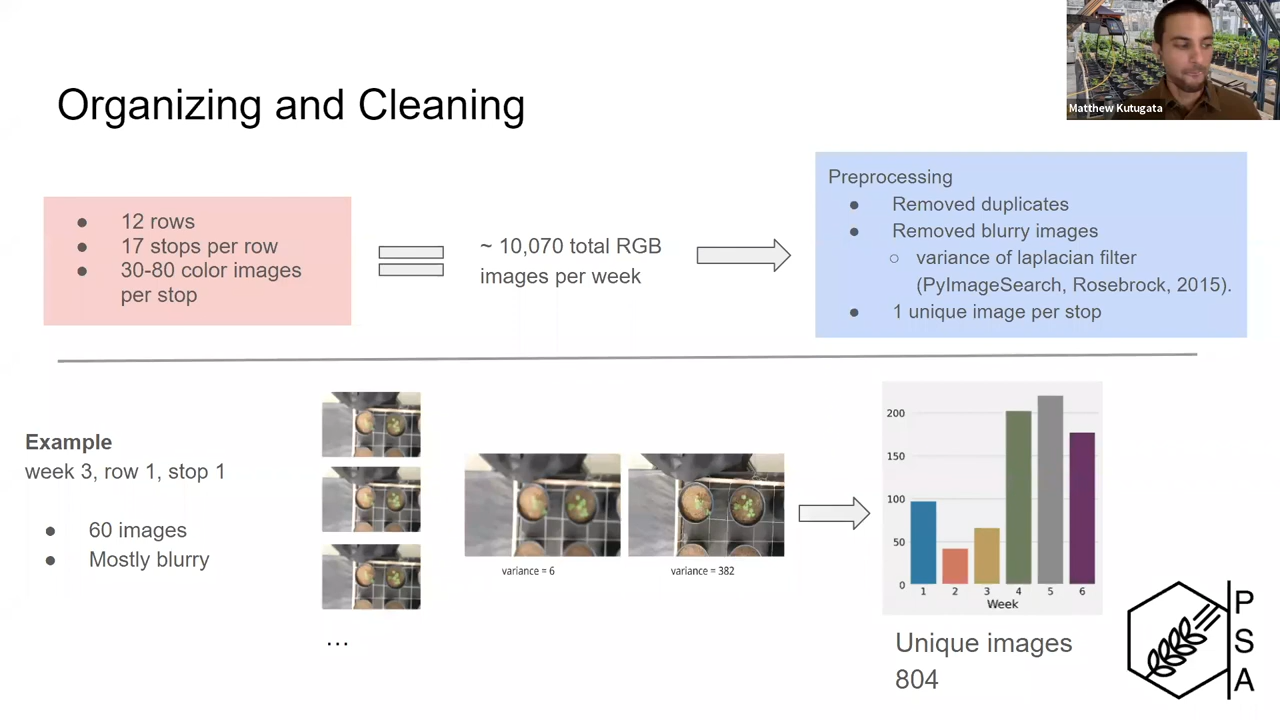 Matthew Kutugata
Organizing and Cleaning
● 12 rows
● 17 stops per row
● 30-80 color images
per stop
~ 10,070 total RGB
images per week
Preprocessing
● Removed duplicates
● Removed blurry images
○ variance of laplacian filter
(PyImageSearch, Rosebrock, 2015).
● 1 unique image per stop
Example
week 3, row 1, stop 1
● 60 images
● Mostly blurry
...
variance = 6
variance = 382
200
150
100
50
0
1 2 3 4 5 6
Week
Unique images
804
P
S
A